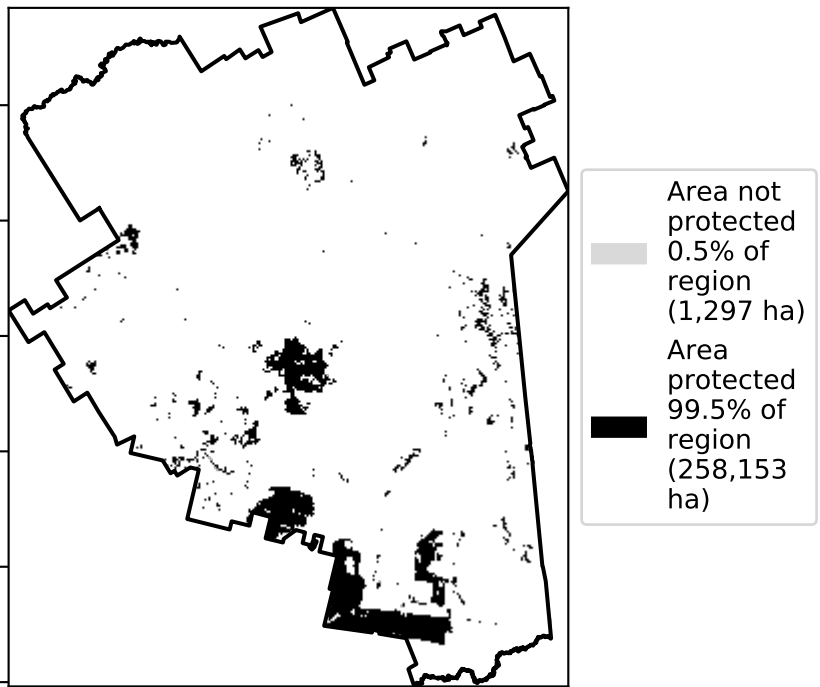 Area not
protected
0.5% of
region
(1,297 ha)
Area
protected
99.5% of
region
(258,153
ha)